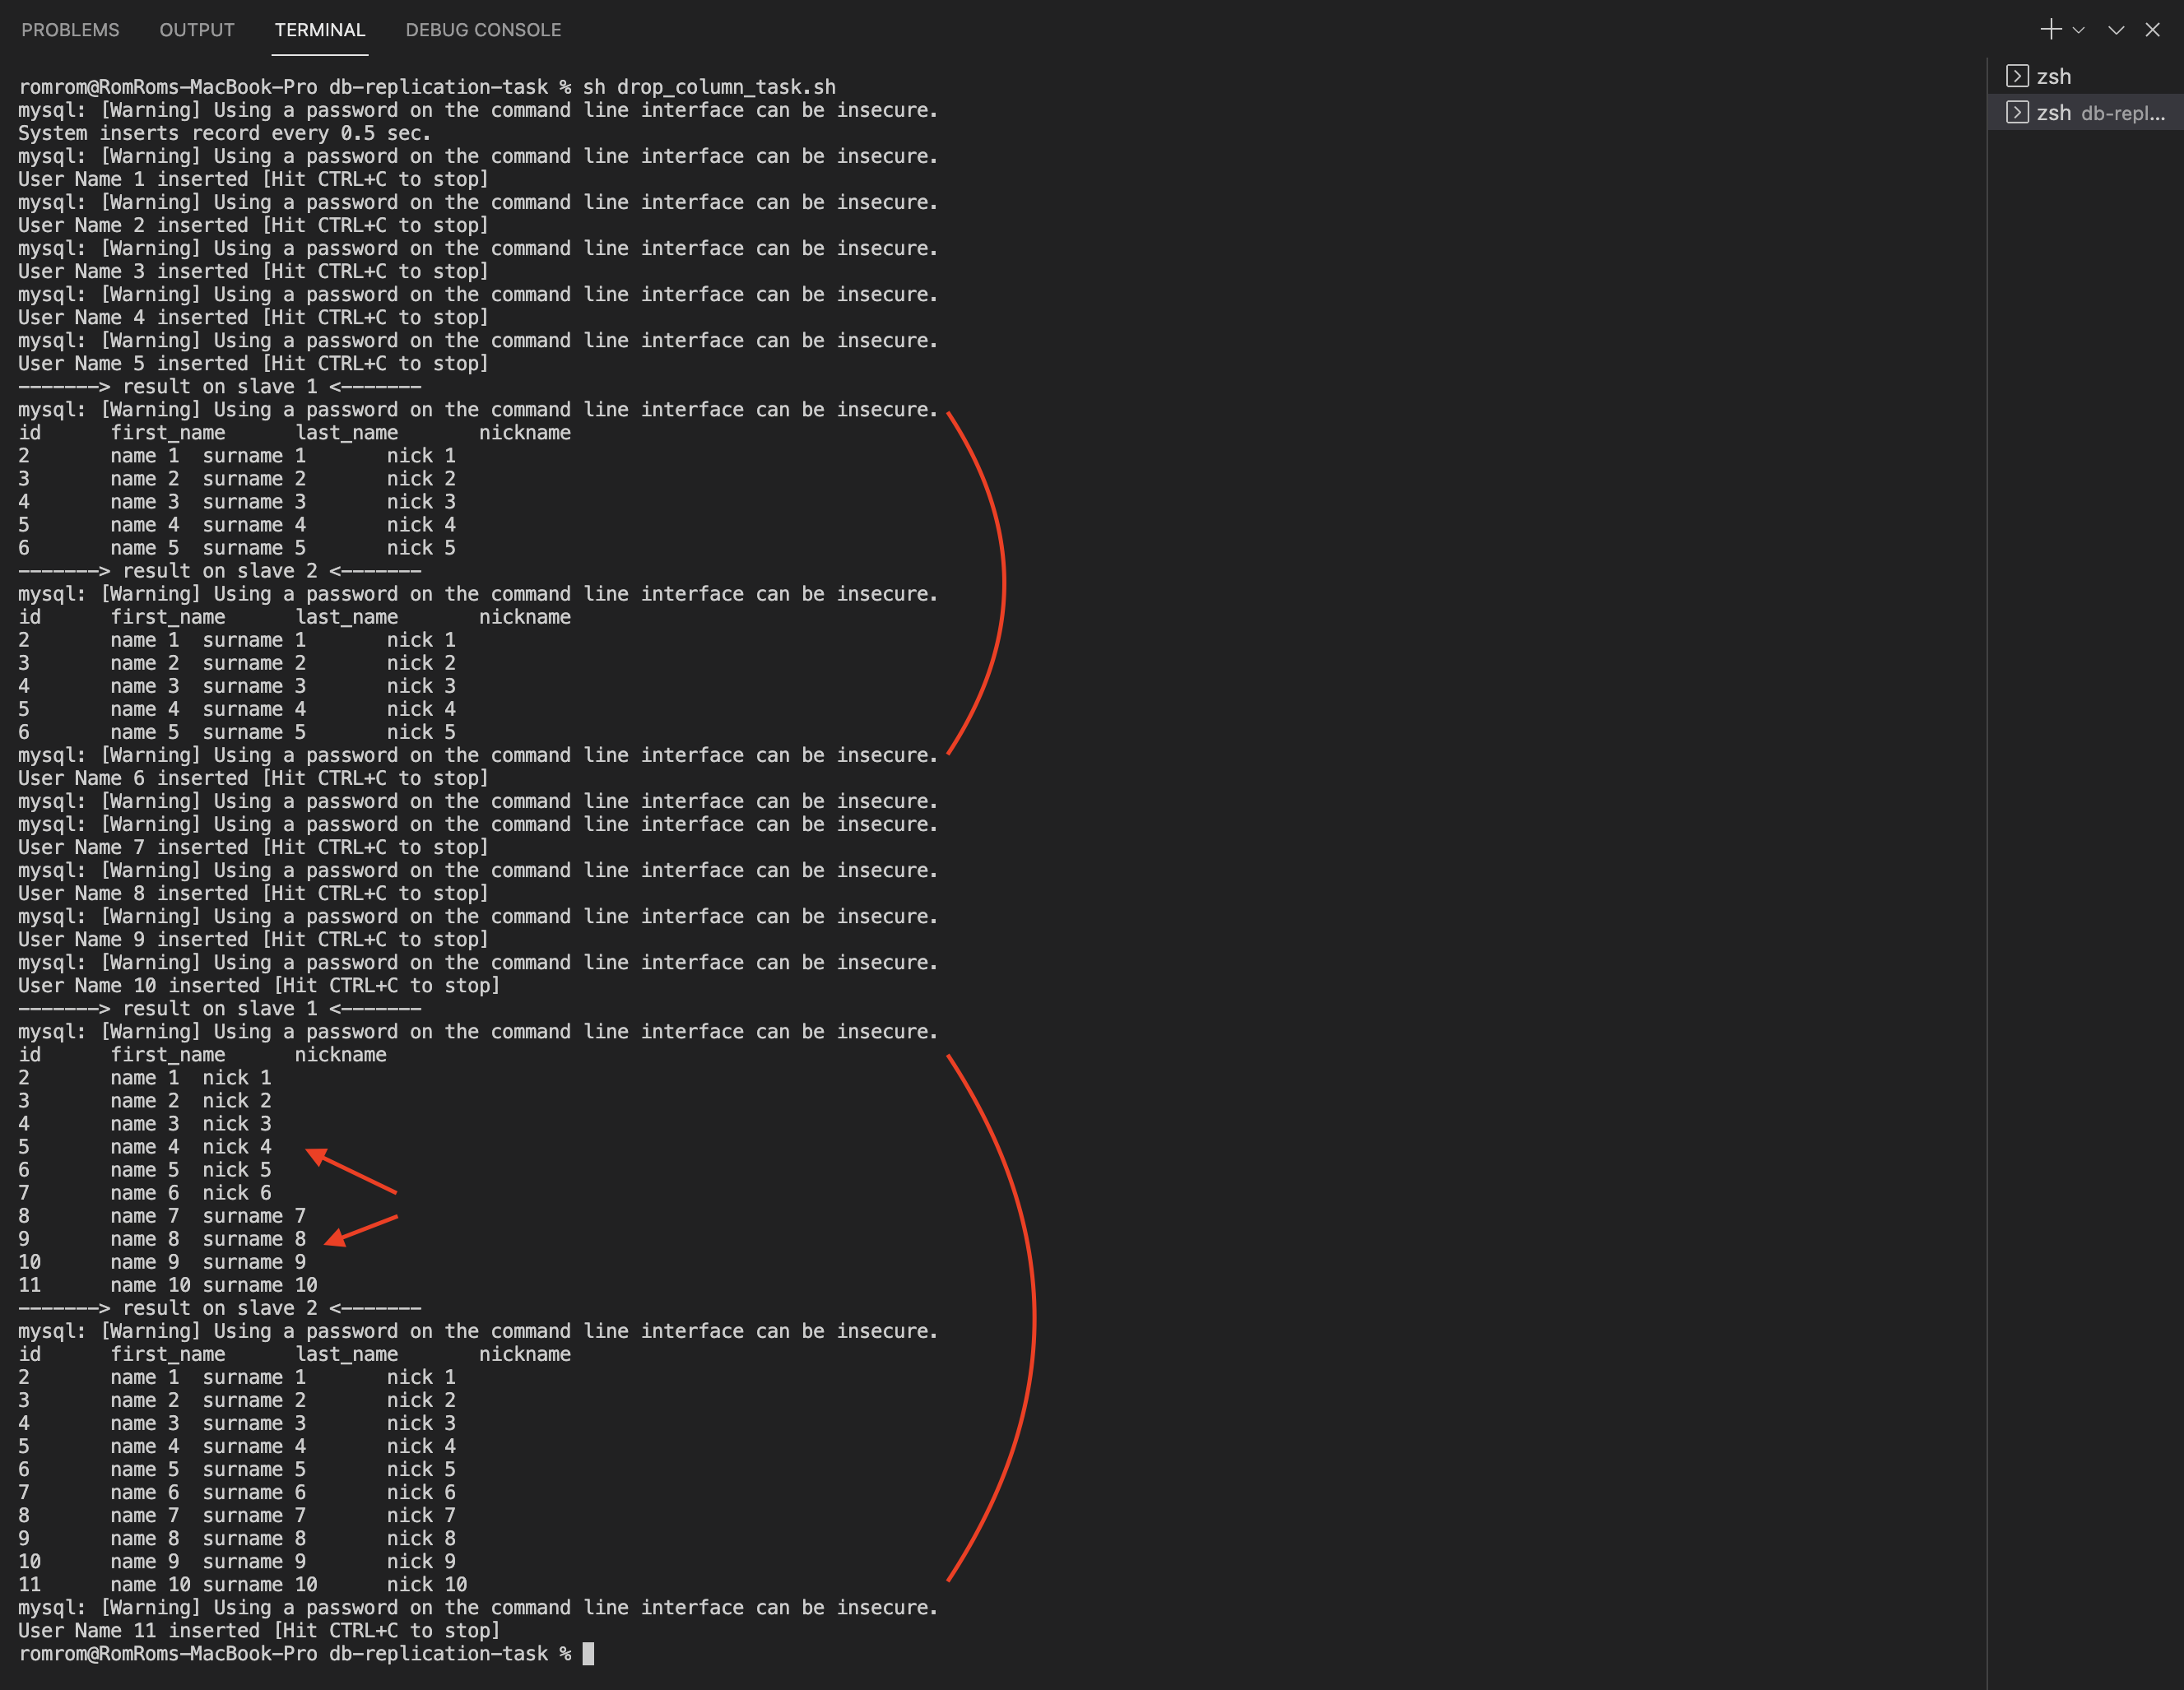 PROBLEMS OUTPUT TERMINAL DEBUG CONSOLE
zsh
zsh db-repl...
romrom@RomRoms-MacBook-Pro db-replication-task % sh drop_column_task.sh
mysql: [Warning] Using a password on the command line interface can be insecure.
System inserts record every 0.5 sec.
mysql: [Warning] Using a password on the command line interface can be insecure.
User Name 1 inserted [Hit CTRL+C to stop]
mysql: [Warning] Using a password on the command line interface can be insecure.
User Name 2 inserted [Hit CTRL+C to stop]
mysql: [Warning] Using a password on the command line interface can be insecure.
User Name 3 inserted [Hit CTRL+C to stop]
mysql: [Warning] Using a password on the command line interface can be insecure.
User Name 4 inserted [Hit CTRL+C to stop]
mysql: [Warning] Using a password on the command line interface can be insecure.
User Name 5 inserted [Hit CTRL+C to stop]
-------> result on slave 1 <-------
mysql: [Warning] Using a password on the command line interface can be insecure.
id first_name last_name nickname
2 name 1 surname 1 nick 1
3 name 2 surname 2 nick 2
4 name 3 surname 3 nick 3
5 name 4 surname 4 nick 4
6 name 5 surname 5 nick 5
-------> result on slave 2 <-------
mysql: [Warning] Using a password on the command line interface can be insecure.
id first_name last_name nickname
2 name 1 surname 1 nick 1
3 name 2 surname 2 nick 2
4 name 3 surname 3 nick 3
5 name 4 surname 4 nick 4
6 name 5 surname 5 nick 5
mysql: [Warning] Using a password on the command line interface can be insecure.
User Name 6 inserted [Hit CTRL+C to stop]
mysql: [Warning] Using a password on the command line interface can be insecure.
mysql: [Warning] Using a password on the command line interface can be insecure.
User Name 7 inserted [Hit CTRL+C to stop]
mysql: [Warning] Using a password on the command line interface can be insecure.
User Name 8 inserted [Hit CTRL+C to stop]
mysql: [Warning] Using a password on the command line interface can be insecure.
User Name 9 inserted [Hit CTRL+C to stop]
mysql: [Warning] Using a password on the command line interface can be insecure.
User Name 10 inserted [Hit CTRL+C to stop]
-------> result on slave 1 <-------
mysql: [Warning] Using a password on the command line interface can be insecure.
id first_name nickname
2 name 1 nick 1
3 name 2 nick 2
4 name 3 nick 3
5 name 4 nick 4
6 name 5 nick 5
7 name 6 nick 6
8 name 7 surname 7
9 name 8 surname 8
10 name 9 surname 9
11 name 10 surname 10
-------> result on slave 2 <-------
mysql: [Warning] Using a password on the command line interface can be insecure.
id first_name last_name nickname
2 name 1 surname 1 nick 1
3 name 2 surname 2 nick 2
4 name 3 surname 3 nick 3
5 name 4 surname 4 nick 4
6 name 5 surname 5 nick 5
7 name 6 surname 6 nick 6
8 name 7 surname 7 nick 7
9 name 8 surname 8 nick 8
10 name 9 surname 9 nick 9
11 name 10 surname 10 nick 10
mysql: [Warning] Using a password on the command line interface can be insecure.
User Name 11 inserted [Hit CTRL+C to stop]
romrom@RomRoms-MacBook-Pro db-replication-task %